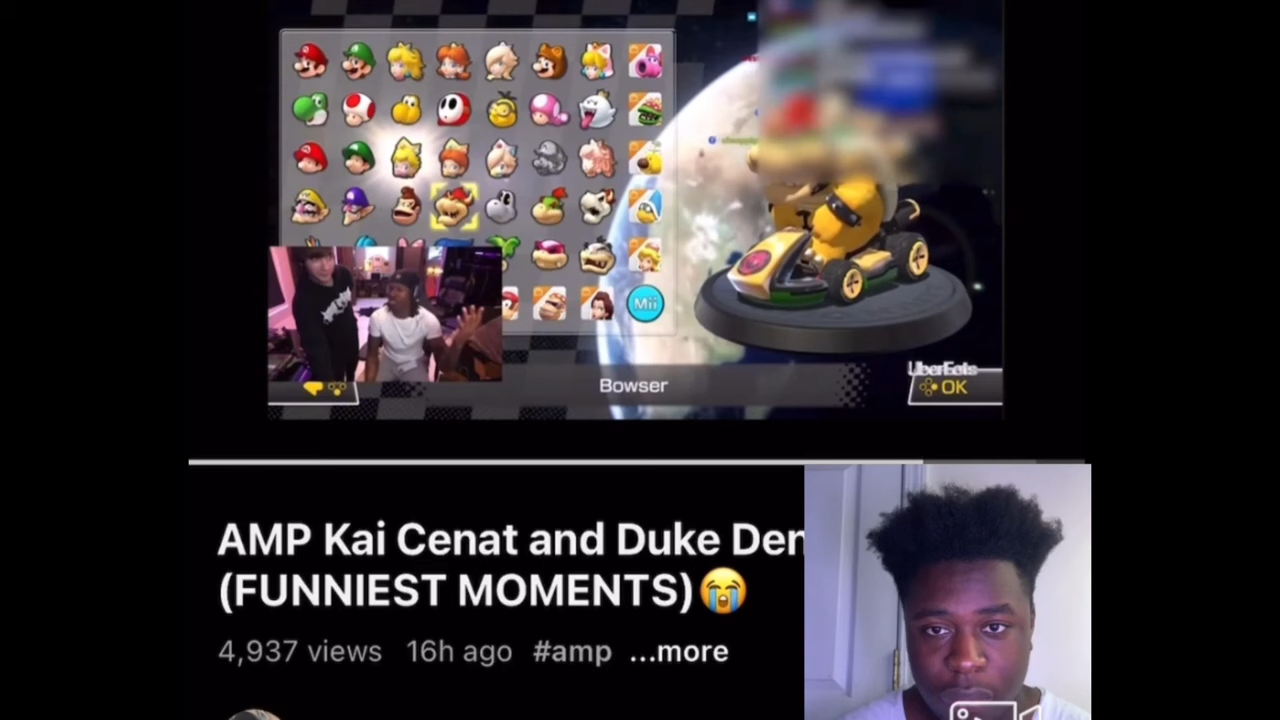 Mii
Bowser
UberEats
OK
AMP Kai Cenat and Duke Den
(FUNNIEST MOMENTS)😭
4,937 views 16h ago #amp ...more